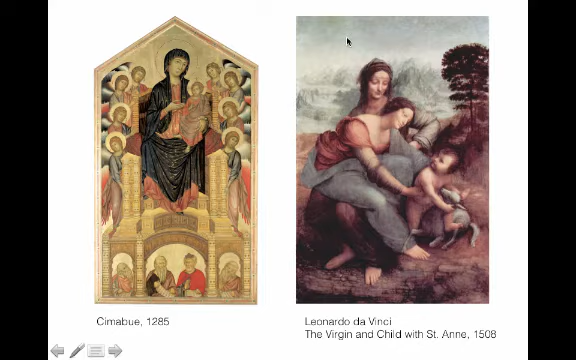 Cimabue, 1285
Leonardo da Vinci
The Virgin and Child with St. Anne, 1508